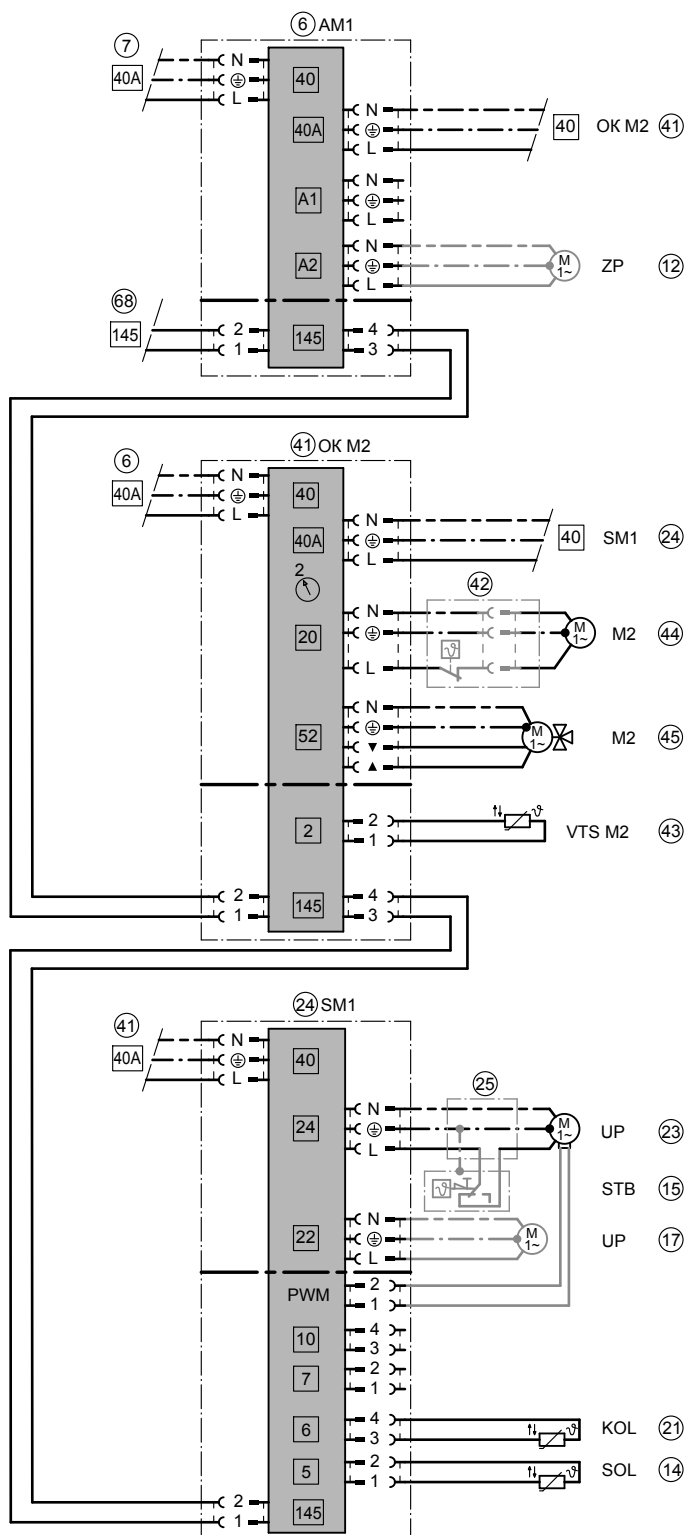 6 AM1
7
40A
N
L
40
40A
N
L
40 OK M2 41
A1
N
L
A2
N
L
M
1~
ZP 12
68
145
2
1
145
4
3
41 OK M2
6
40A
N
L
40
40A
N
L
40 SM1 24
2
42
20
N
L
ϑ
M
1~
M2 44
52
N
L
▼
▲
M
1~
M2 45
2
2
1
ϑ
VTS M2 43
2
1
145
4
3
24 SM1
41
40A
N
L
40
25
24
N
L
M
1~
UP 23
ϑ
STB 15
22
N
L
M
1~
UP 17
PWM
2
1
10
4
3
7
2
1
6
4
3
ϑ
KOL 21
5
2
1
ϑ
SOL 14
2
1
145